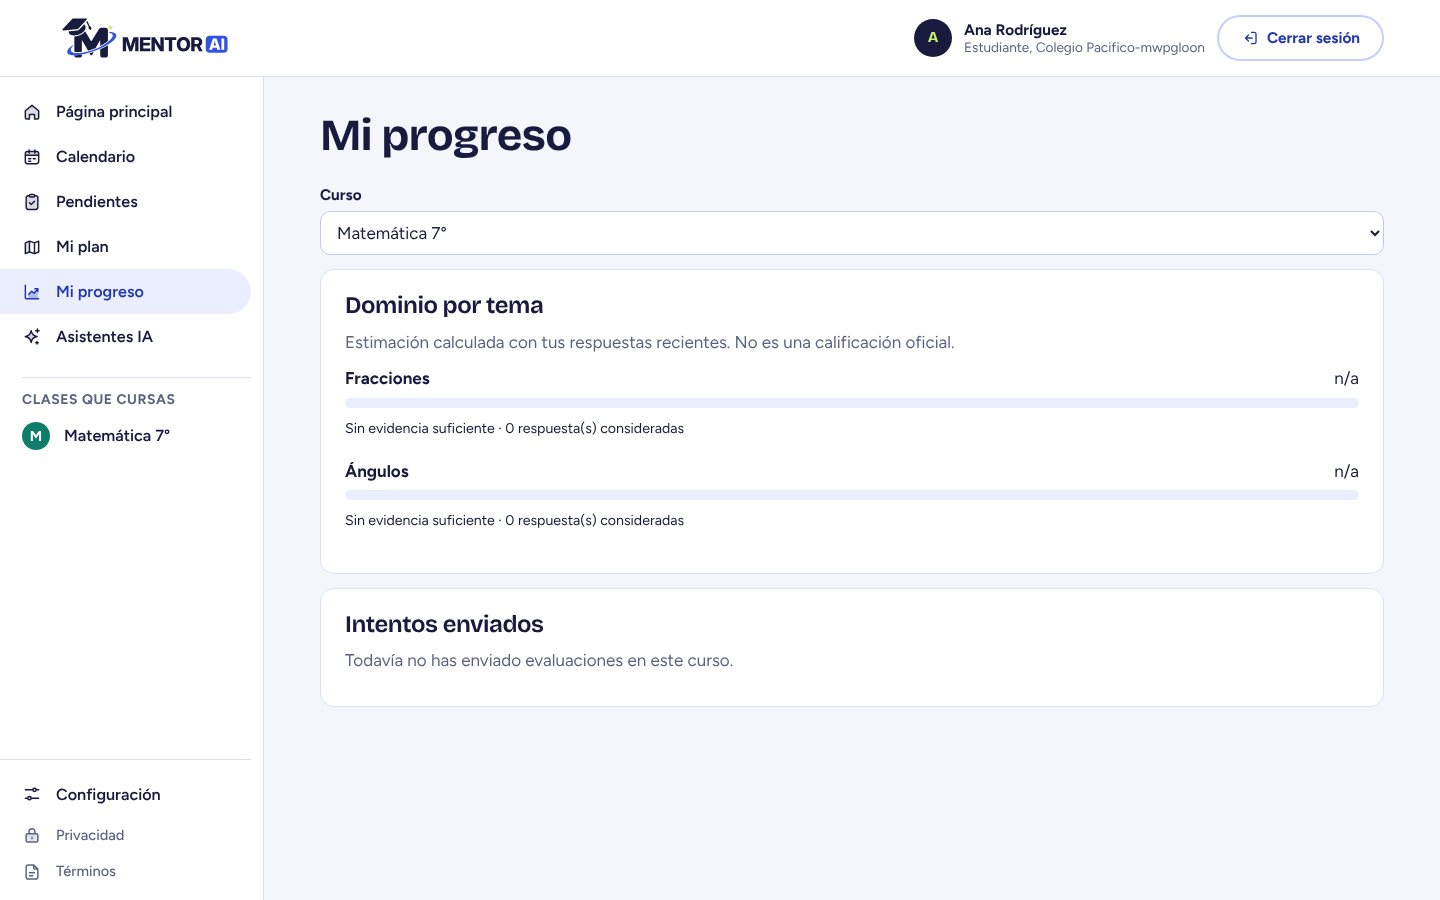 MENTOR AI
A
Ana Rodríguez
Estudiante, Colegio Pacifico-mwpgloon
Cerrar sesión
Página principal
Calendario
Pendientes
Mi plan
Mi progreso
Asistentes IA
CLASES QUE CURSAS
M
Matemática 7°
Configuración
Privacidad
Términos
Mi progreso
Curso
Matemática 7°
Dominio por tema
Estimación calculada con tus respuestas recientes. No es una calificación oficial.
Fracciones n/a
Sin evidencia suficiente · 0 respuesta(s) consideradas
Ángulos n/a
Sin evidencia suficiente · 0 respuesta(s) consideradas
Intentos enviados
Todavía no has enviado evaluaciones en este curso.